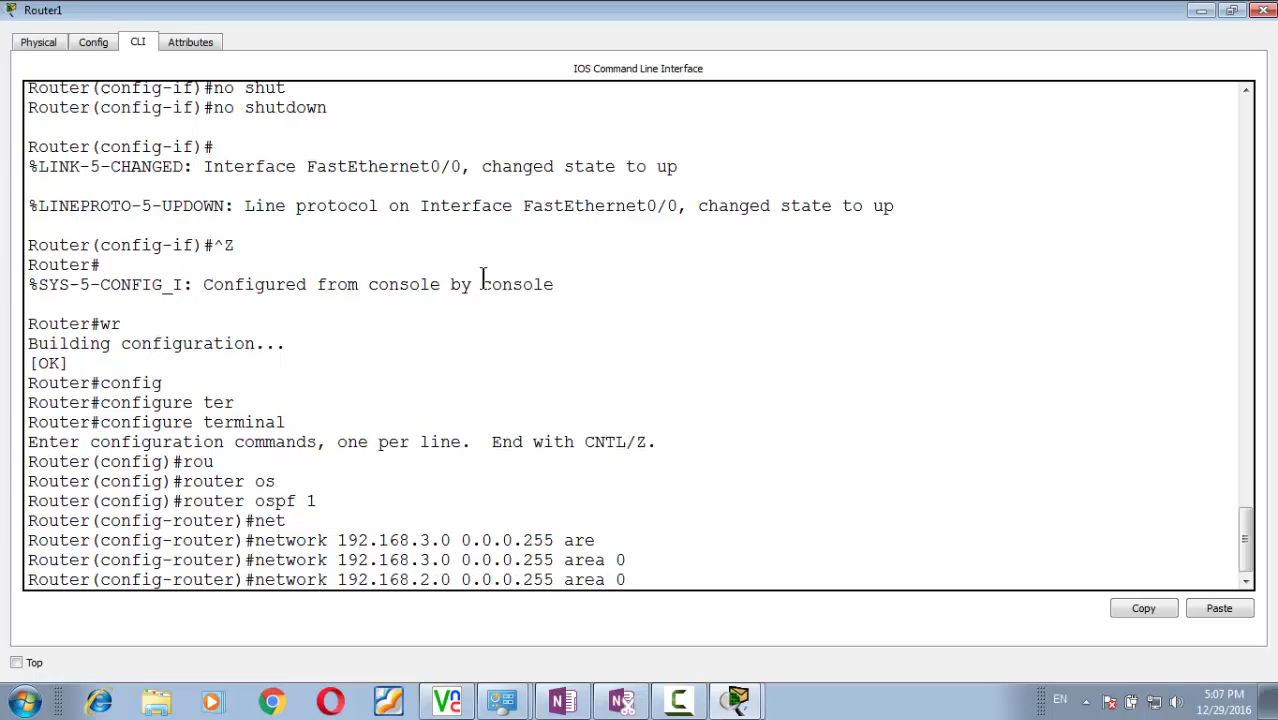 Router1
Physical Config CLI Attributes
IOS Command Line Interface
Router(config-if)#no shut
Router(config-if)#no shutdown
Router(config-if)#
%LINK-5-CHANGED: Interface FastEthernet0/0, changed state to up
%LINEPROTO-5-UPDOWN: Line protocol on Interface FastEthernet0/0, changed state to up
Router(config-if)#^Z
Router#
%SYS-5-CONFIG_I: Configured from console by console
Router#wr
Building configuration...
[OK]
Router#config
Router#configure ter
Router#configure terminal
Enter configuration commands, one per line.  End with CNTL/Z.
Router(config)#rou
Router(config)#router os
Router(config)#router ospf 1
Router(config-router)#net
Router(config-router)#network 192.168.3.0 0.0.0.255 are
Router(config-router)#network 192.168.3.0 0.0.0.255 area 0
Router(config-router)#network 192.168.2.0 0.0.0.255 area 0
Copy Paste
Top
EN 5:07 PM
12/29/2016